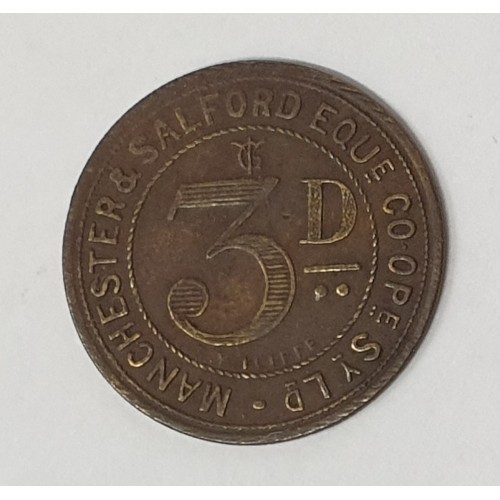 MANCHESTER & SALFORD EQUE CO-OPE SY LD
3D